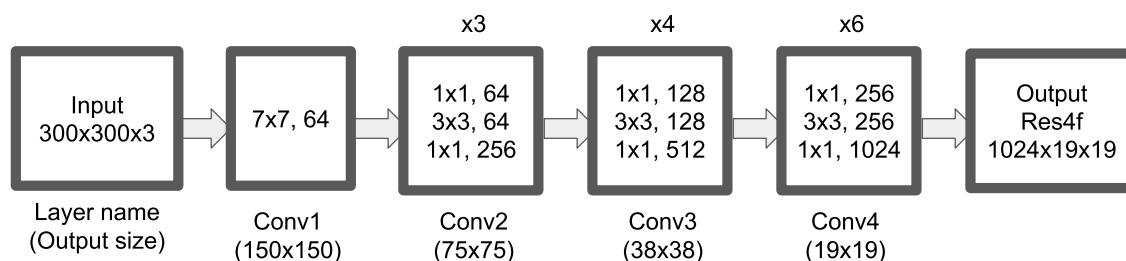 x3
x4
x6
Input
300x300x3
7x7, 64
1x1, 64
3x3, 64
1x1, 256
1x1, 128
3x3, 128
1x1, 512
1x1, 256
3x3, 256
1x1, 1024
Output
Res4f
1024x19x19
Layer name
(Output size)
Conv1
(150x150)
Conv2
(75x75)
Conv3
(38x38)
Conv4
(19x19)